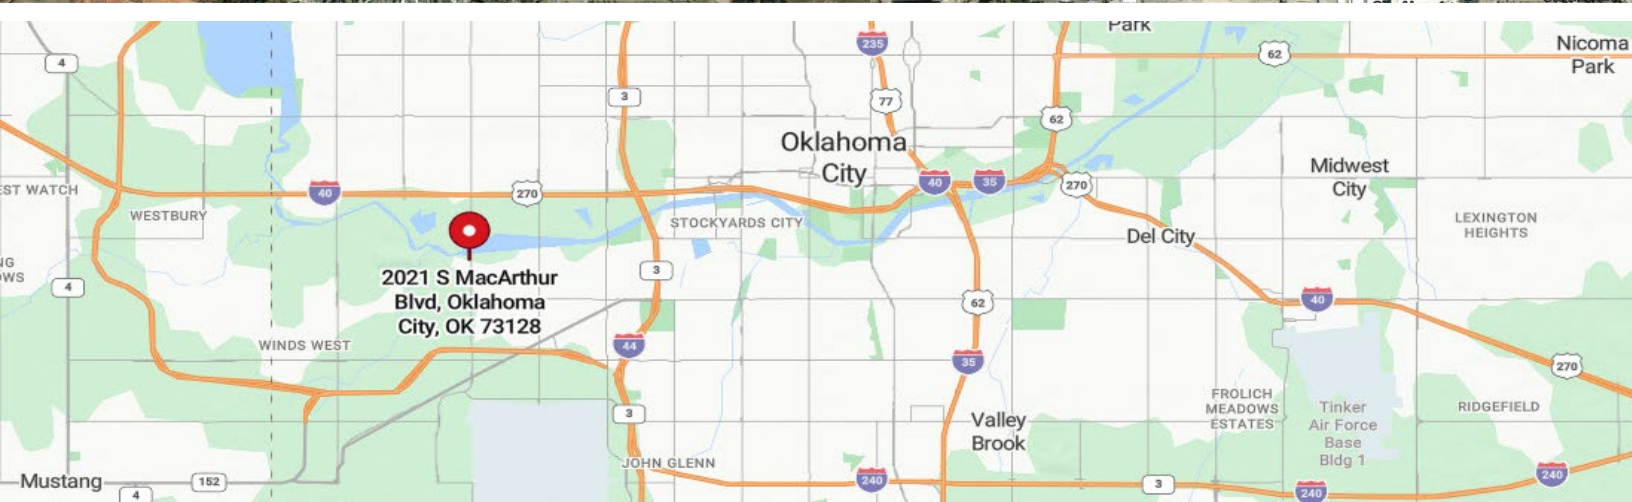 Park
235
62
Nicoma
Park
4
3
77
62
Oklahoma
City
Midwest
City
40
35
270
EST WATCH
40
270
WESTBURY
STOCKYARDS CITY
LEXINGTON
HEIGHTS
Del City
2021 S MacArthur
Blvd, Oklahoma
City, OK 73128
NG
OWS
4
3
62
40
WINDS WEST
44
35
270
FROLICH
MEADOWS
ESTATES
Tinker
Air Force
Base
Bldg 1
RIDGEFIELD
3
Valley
Brook
JOHN GLENN
Mustang
152
4
240
3
240
240